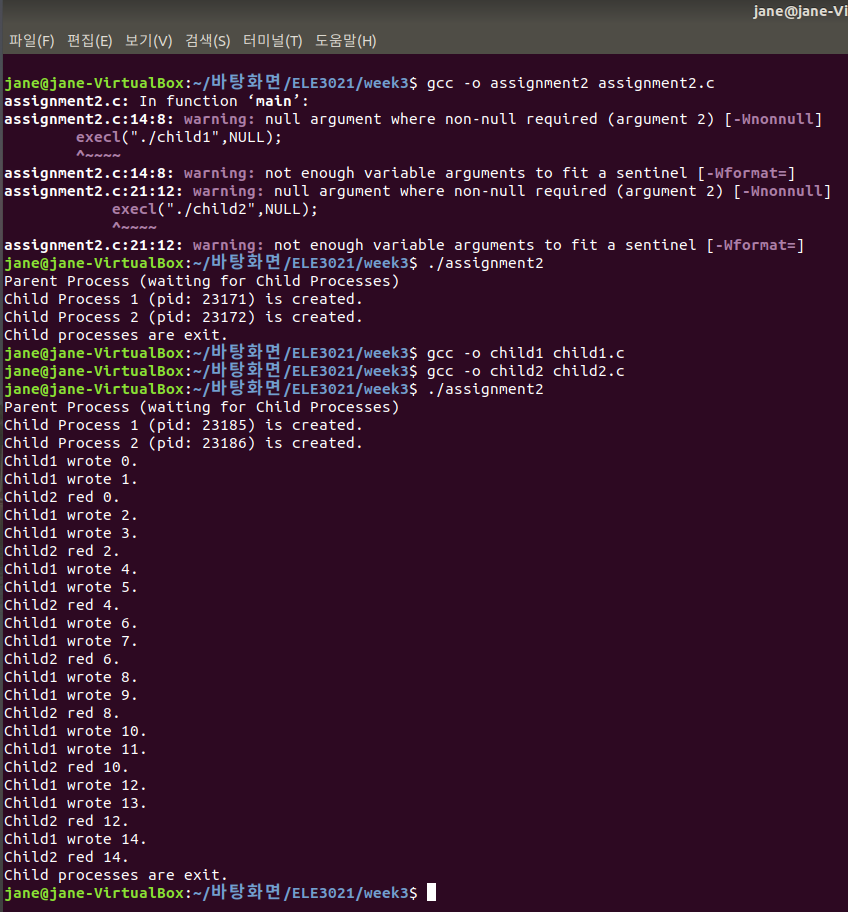 jane@jane-Vi
파일(F) 편집(E) 보기(V) 검색(S) 터미널(T) 도움말(H)
jane@jane-VirtualBox:~/바탕화면/ELE3021/week3$ gcc -o assignment2 assignment2.c
assignment2.c: In function ‘main’:
assignment2.c:14:8: warning: null argument where non-null required (argument 2) [-Wnonnull]
        execl("./child1",NULL);
        ^~~~~
assignment2.c:14:8: warning: not enough variable arguments to fit a sentinel [-Wformat=]
assignment2.c:21:12: warning: null argument where non-null required (argument 2) [-Wnonnull]
            execl("./child2",NULL);
            ^~~~~
assignment2.c:21:12: warning: not enough variable arguments to fit a sentinel [-Wformat=]
jane@jane-VirtualBox:~/바탕화면/ELE3021/week3$ ./assignment2
Parent Process (waiting for Child Processes)
Child Process 1 (pid: 23171) is created.
Child Process 2 (pid: 23172) is created.
Child processes are exit.
jane@jane-VirtualBox:~/바탕화면/ELE3021/week3$ gcc -o child1 child1.c
jane@jane-VirtualBox:~/바탕화면/ELE3021/week3$ gcc -o child2 child2.c
jane@jane-VirtualBox:~/바탕화면/ELE3021/week3$ ./assignment2
Parent Process (waiting for Child Processes)
Child Process 1 (pid: 23185) is created.
Child Process 2 (pid: 23186) is created.
Child1 wrote 0.
Child1 wrote 1.
Child2 red 0.
Child1 wrote 2.
Child1 wrote 3.
Child2 red 2.
Child1 wrote 4.
Child1 wrote 5.
Child2 red 4.
Child1 wrote 6.
Child1 wrote 7.
Child2 red 6.
Child1 wrote 8.
Child1 wrote 9.
Child2 red 8.
Child1 wrote 10.
Child1 wrote 11.
Child2 red 10.
Child1 wrote 12.
Child1 wrote 13.
Child2 red 12.
Child1 wrote 14.
Child2 red 14.
Child processes are exit.
jane@jane-VirtualBox:~/바탕화면/ELE3021/week3$